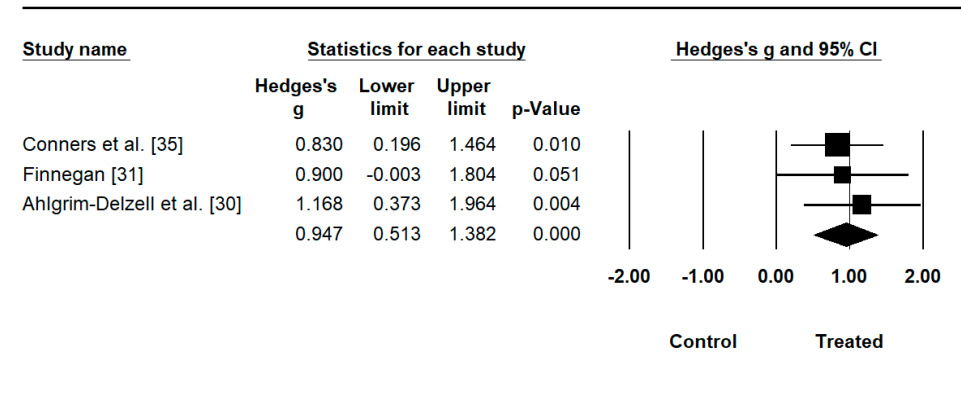 Study name Statistics for each study Hedges's g and 95% CI
Hedges's Lower Upper
g limit limit p-Value
Conners et al. [35] 0.830 0.196 1.464 0.010
Finnegan [31] 0.900 -0.003 1.804 0.051
Ahlgrim-Delzell et al. [30] 1.168 0.373 1.964 0.004
0.947 0.513 1.382 0.000
-2.00 -1.00 0.00 1.00 2.00
Control Treated